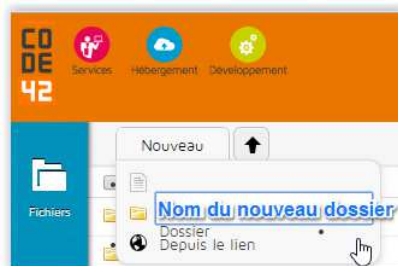 CO
DE
42
Services
Hébergement
Développement
Nouveau
Fichiers
Nom du nouveau dossier
Dossier
Depuis le lien